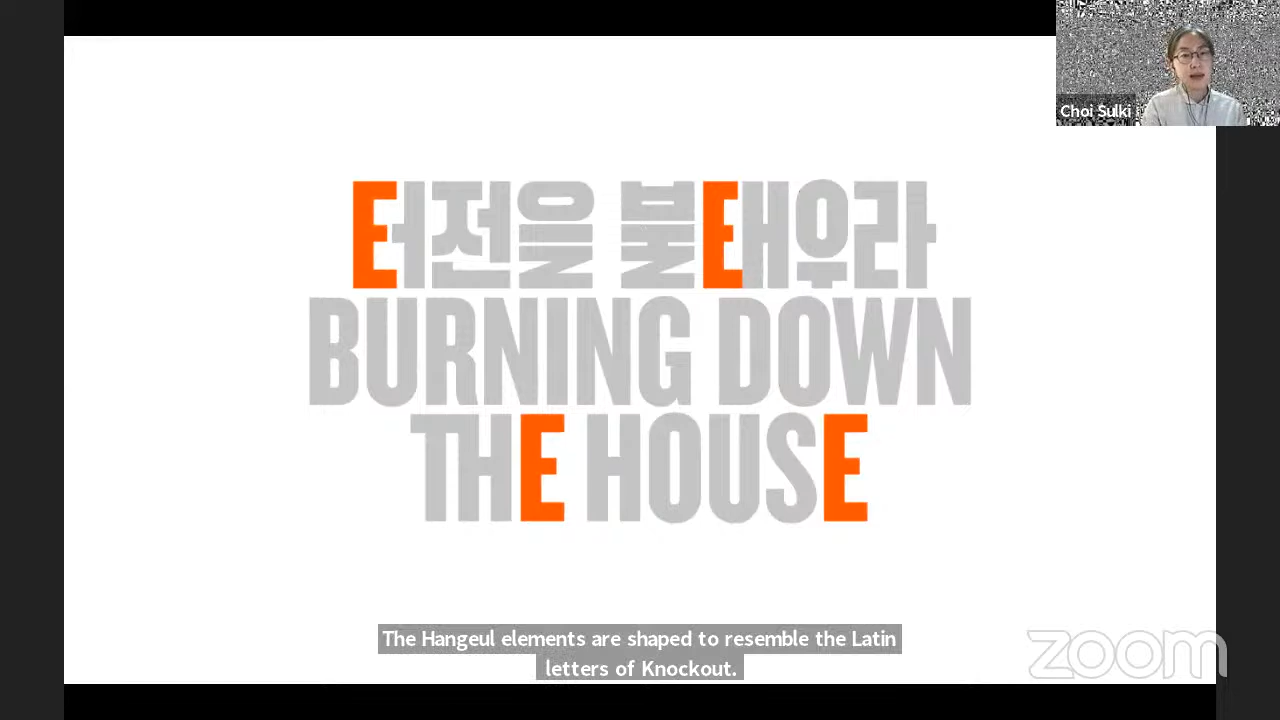 Choi Sulki
터전을 불태우라
BURNING DOWN
THE HOUSE
The Hangeul elements are shaped to resemble the Latin
letters of Knockout.
zoom